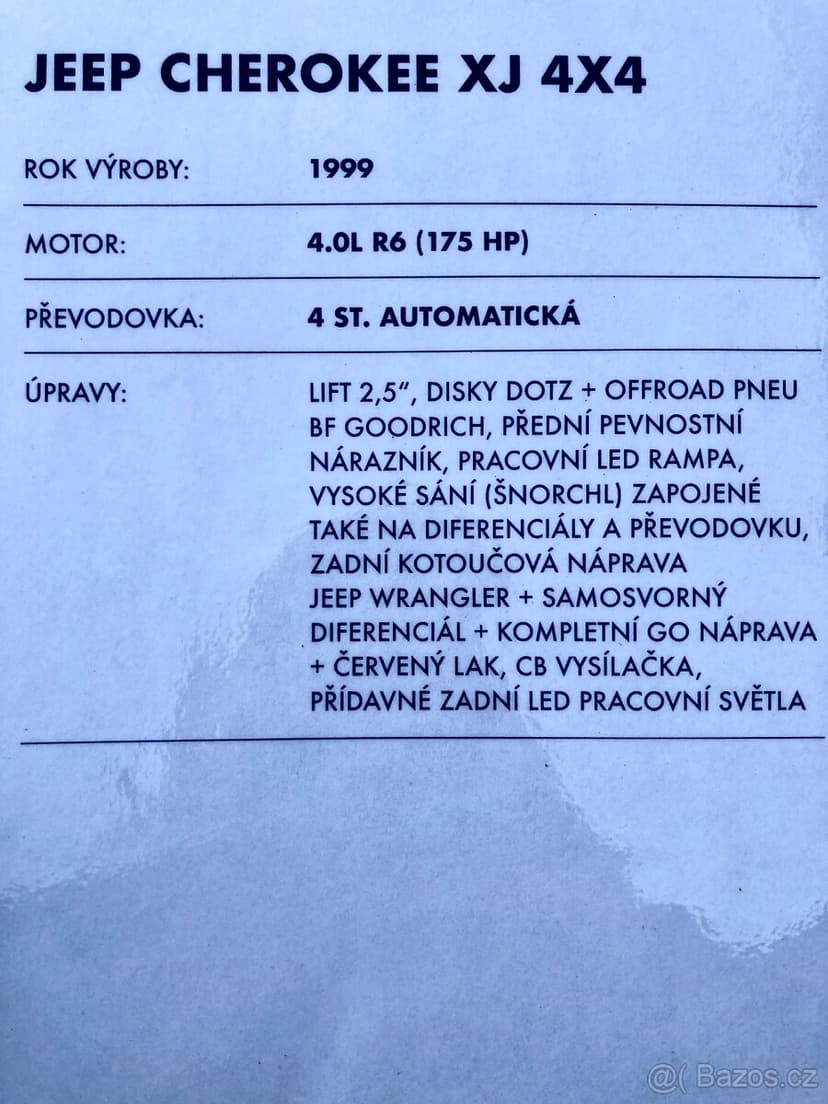 JEEP CHEROKEE XJ 4X4
ROK VÝROBY: 1999
MOTOR: 4.0L R6 (175 HP)
PŘEVODOVKA: 4 ST. AUTOMATICKÁ
ÚPRAVY: LIFT 2,5“, DISKY DOTZ + OFFROAD PNEU
BF GOODRICH, PŘEDNÍ PEVNOSTNÍ
NÁRAZNÍK, PRACOVNÍ LED RAMPA,
VYSOKÉ SÁNÍ (ŠNORCHL) ZAPOJENÉ
TAKÉ NA DIFERENCIÁLY A PŘEVODOVKU,
ZADNÍ KOTOUČOVÁ NÁPRAVA
JEEP WRANGLER + SAMOSVORNÝ
DIFERENCIÁL + KOMPLETNÍ GO NÁPRAVA
+ ČERVENÝ LAK, CB VYSÍLAČKA,
PŘÍDAVNÉ ZADNÍ LED PRACOVNÍ SVĚTLA
@( Bazos.cz